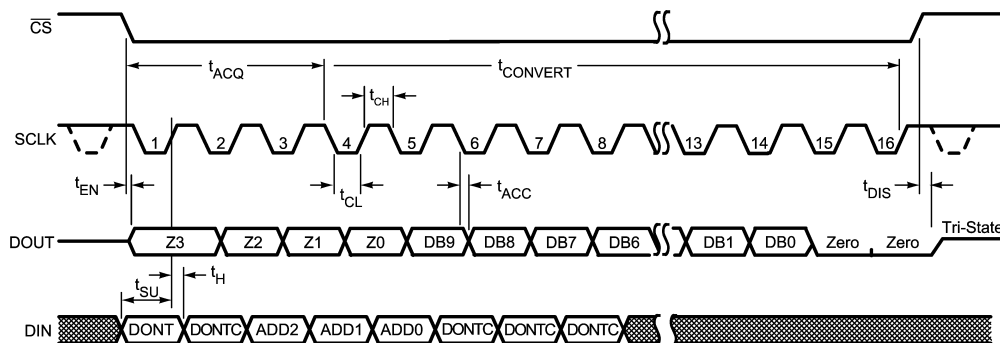 CS
tACQ
tCONVERT
tCH
SCLK
1 2 3 4 5 6 7 8 13 14 15 16
tEN
tCL
tACC
tDIS
DOUT
Z3 Z2 Z1 Z0 DB9 DB8 DB7 DB6 DB1 DB0 Zero Zero
Tri-State
tSU
tH
DIN
DONT DONTC ADD2 ADD1 ADD0 DONTC DONTC DONTC